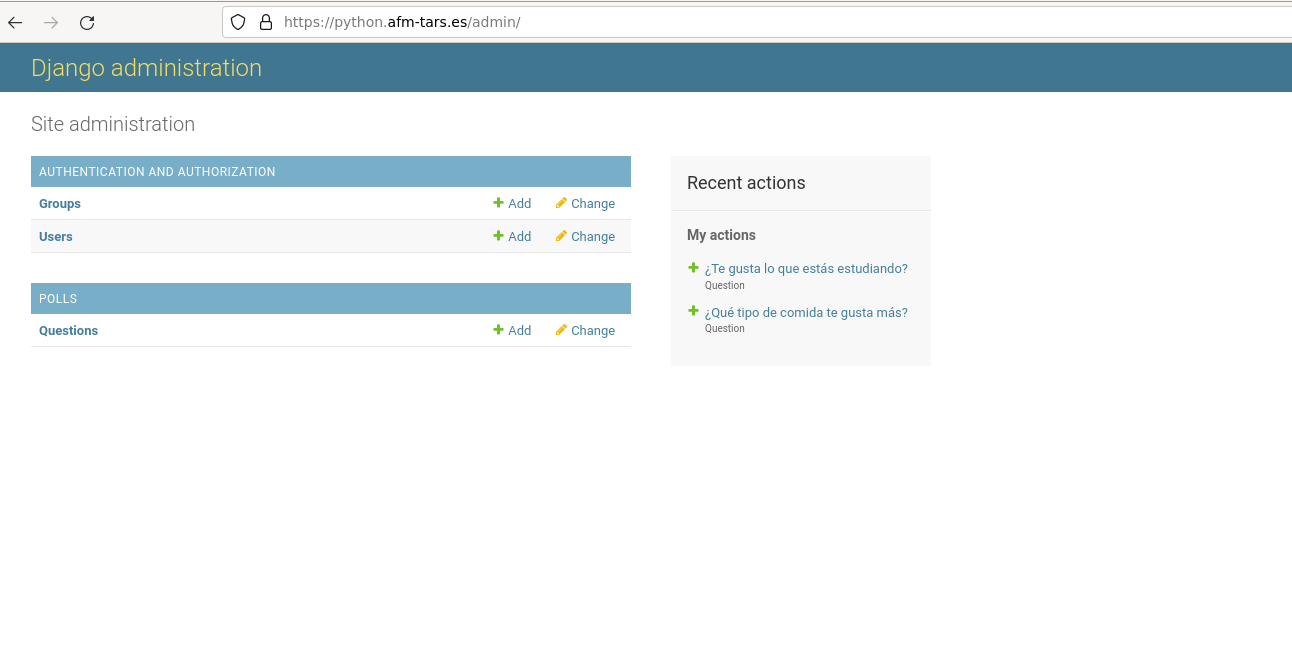 https://python.afm-tars.es/admin/
Django administration
Site administration
AUTHENTICATION AND AUTHORIZATION
Groups Add Change
Users Add Change
POLLS
Questions Add Change
Recent actions
My actions
¿Te gusta lo que estás estudiando?
Question
¿Qué tipo de comida te gusta más?
Question